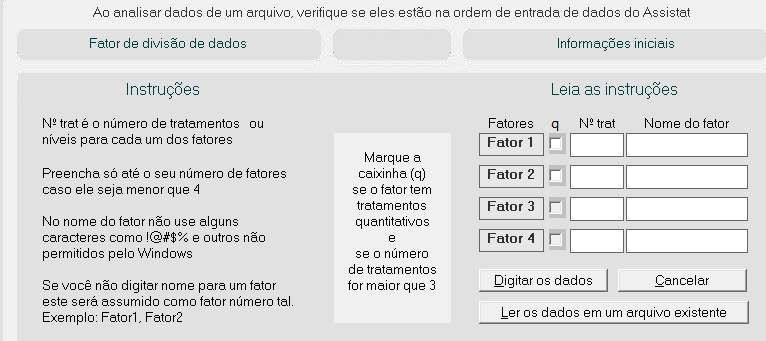 Ao analisar dados de um arquivo, verifique se eles estão na ordem de entrada de dados do Assistat
Fator de divisão de dados
Informações iniciais
Instruções
Nº trat é o número de tratamentos ou
níveis para cada um dos fatores
Preencha só até o seu número de fatores
caso ele seja menor que 4
No nome do fator não use alguns
caracteres como !@#$% e outros não
permitidos pelo Windows
Se você não digitar nome para um fator
este será assumido como fator número tal.
Exemplo: Fator1, Fator2
Marque a
caixinha (q)
se o fator tem
tratamentos
quantitativos
e
se o número
de tratamentos
for maior que 3
Leia as instruções
Fatores q Nº trat Nome do fator
Fator 1
Fator 2
Fator 3
Fator 4
Digitar os dados Cancelar
Ler os dados em um arquivo existente